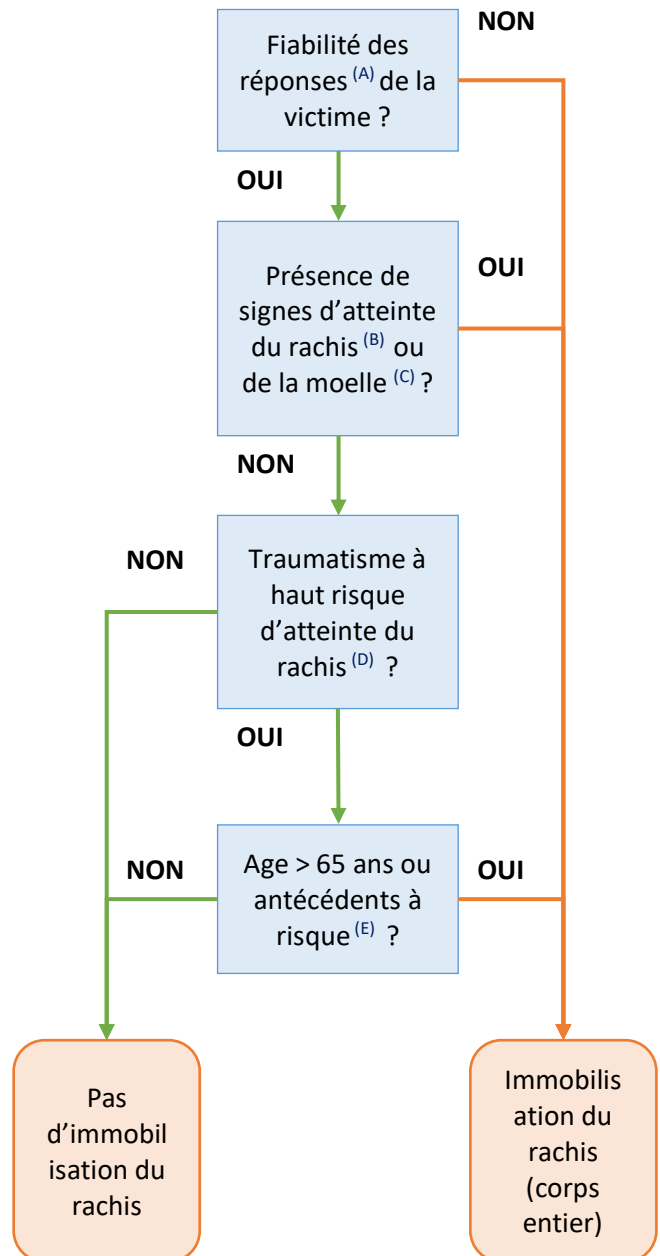 Fiabilité des
réponses (A) de la
victime ?
NON
OUI
Présence de
signes d’atteinte
du rachis (B) ou
de la moelle (C) ?
OUI
NON
Traumatisme à
haut risque
d’atteinte du
rachis (D) ?
NON
OUI
Age > 65 ans ou
antécédents à
risque (E) ?
NON
OUI
Pas
d’immobil
isation du
rachis
Immobilis
ation du
rachis
(corps
entier)